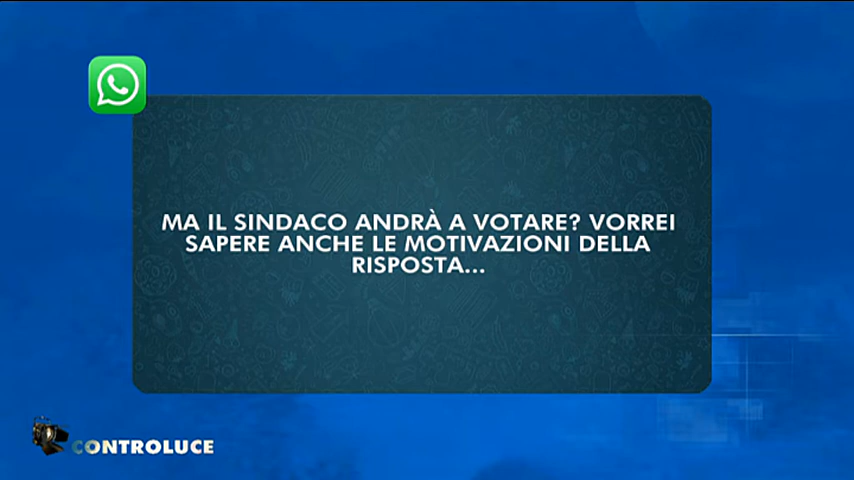 MA IL SINDACO ANDRÀ A VOTARE? VORREI
SAPERE ANCHE LE MOTIVAZIONI DELLA
RISPOSTA...
CONTROLUCE